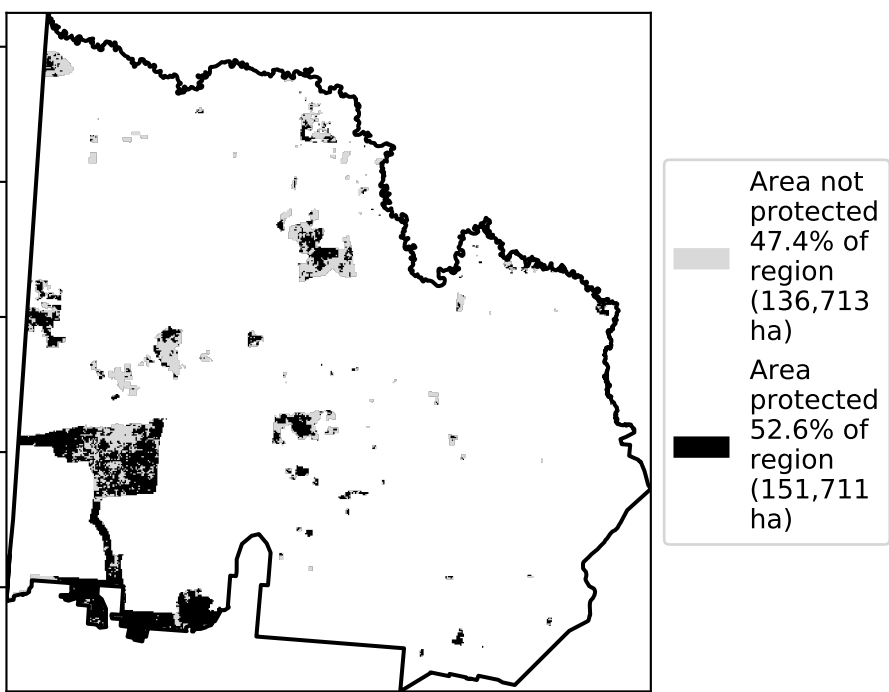 Area not
protected
47.4% of
region
(136,713
ha)
Area
protected
52.6% of
region
(151,711
ha)